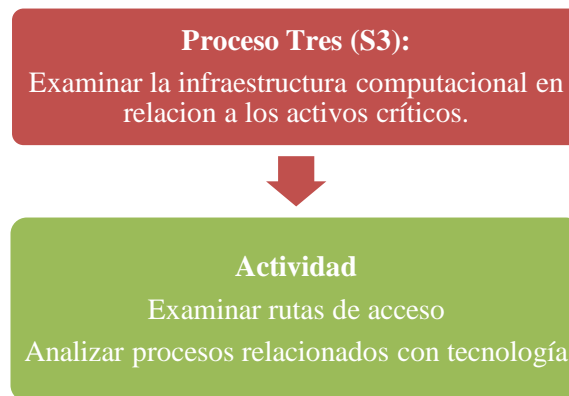 Proceso Tres (S3):
Examinar la infraestructura computacional en
relacion a los activos críticos.
Actividad
Examinar rutas de acceso
Analizar procesos relacionados con tecnología